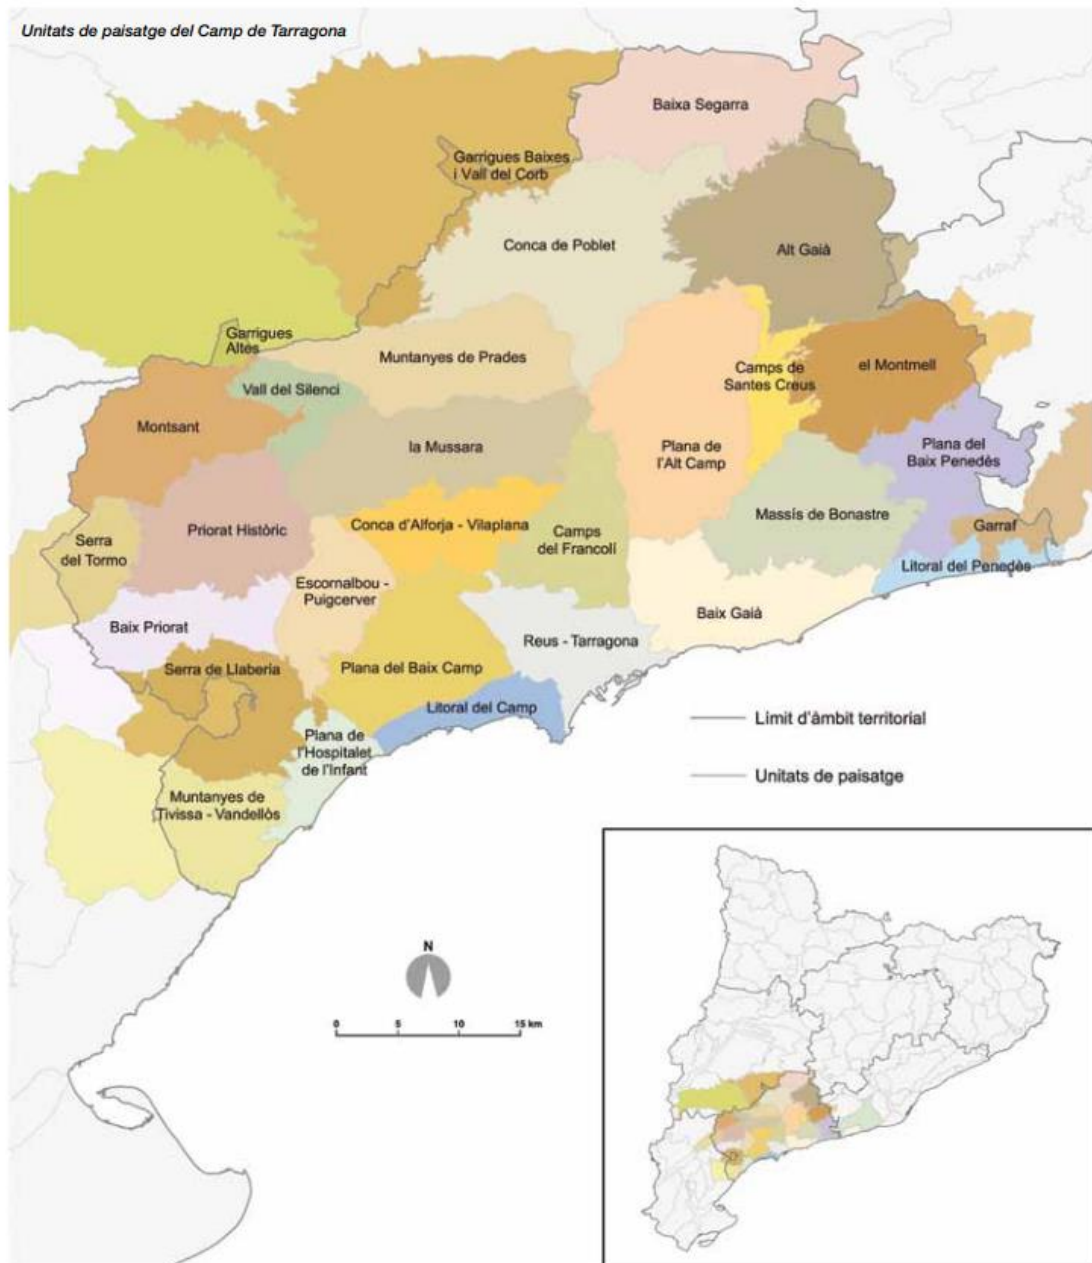 Unitats de paisatge del Camp de Tarragona
Baixa Segarra
Garrigues Baixes
i Vall del Corb
Conca de Poblet
Alt Gaià
Garrigues
Altes
Muntanyes de Prades
Camps de
Santes Creus
el Montmell
Vall del Silenci
Montsant
la Mussara
Plana de
l'Alt Camp
Plana del
Baix Penedès
Massís de Bonastre
Priorat Històric
Conca d'Alforja - Vilaplana
Camps
del Francolí
Garraf
Serra
del Tormo
Litoral del Penedès
Escornalbou -
Puigcerver
Baix Priorat
Baix Gaià
Reus - Tarragona
Serra de Llaberia
Plana del Baix Camp
Litoral del Camp
Plana de
l'Hospitalet
de l'Infant
Muntanyes de
Tivissa - Vandellòs
Límit d'àmbit territorial
Unitats de paisatge
N
0 5 10 15 km